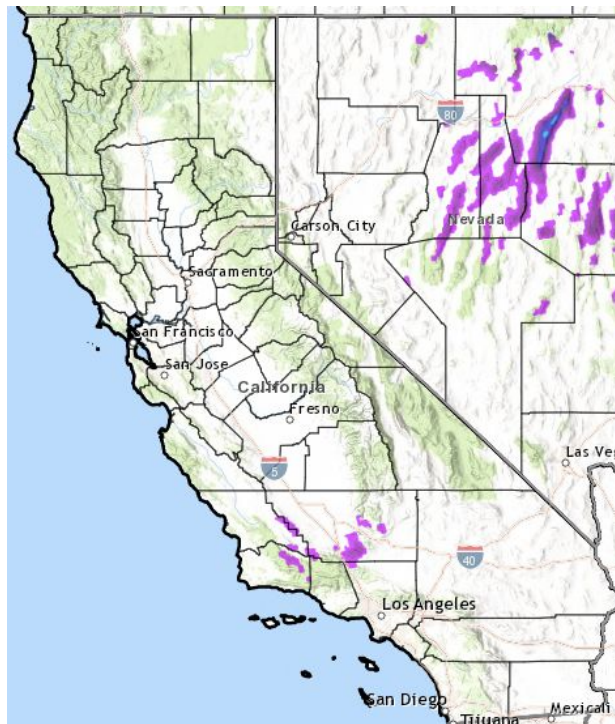 80
Nevada
Carson City
Sacramento
San Francisco
San Jose
California
Fresno
5
Las Ve
40
Los Angeles
San Diego
Tijuana
Mexicali